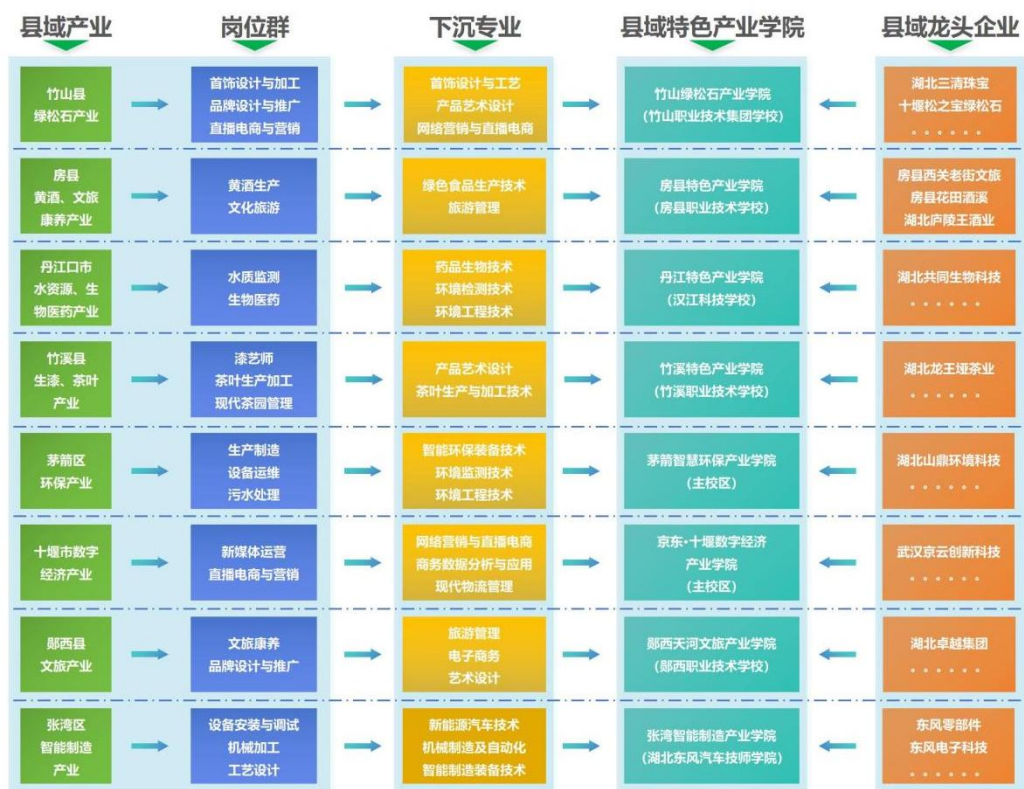 县域产业
岗位群
下沉专业
县域特色产业学院
县域龙头企业
竹山县
绿松石产业
首饰设计与加工
品牌设计与推广
直播电商与营销
首饰设计与工艺
产品艺术设计
网络营销与直播电商
竹山绿松石产业学院
(竹山职业技术集团学校)
湖北三清珠宝
十堰松之宝绿松石
。。。。。。
房县
黄酒、文旅
康养产业
黄酒生产
文化旅游
绿色食品生产技术
旅游管理
房县特色产业学院
(房县职业技术学校)
房县西关老街文旅
房县花田酒溪
湖北庐陵王酒业
丹江口市
水资源、生
物医药产业
水质监测
生物医药
药品生物技术
环境检测技术
环境工程技术
丹江特色产业学院
(汉江科技学校)
湖北共同生物科技
。。。。。。
竹溪县
生漆、茶叶
产业
漆艺师
茶叶生产加工
现代茶园管理
产品艺术设计
茶叶生产与加工技术
竹溪特色产业学院
(竹溪职业技术学校)
湖北龙王垭茶业
。。。。。。
茅箭区
环保产业
生产制造
设备运维
污水处理
智能环保装备技术
环境监测技术
环境工程技术
茅箭智慧环保产业学院
(主校区)
湖北山鼎环境科技
。。。。。。
十堰市数字
经济产业
新媒体运营
直播电商与营销
网络营销与直播电商
商务数据分析与应用
现代物流管理
京东·十堰数字经济
产业学院
(主校区)
武汉京云创新科技
。。。。。。
郧西县
文旅产业
文旅康养
品牌设计与推广
旅游管理
电子商务
艺术设计
郧西天河文旅产业学院
(郧西职业技术学校)
湖北卓越集团
。。。。。。
张湾区
智能制造
产业
设备安装与调试
机械加工
工艺设计
新能源汽车技术
机械制造及自动化
智能制造装备技术
张湾智能制造产业学院
(湖北东风汽车技师学院)
东风零部件
东风电子科技
。。。。。。